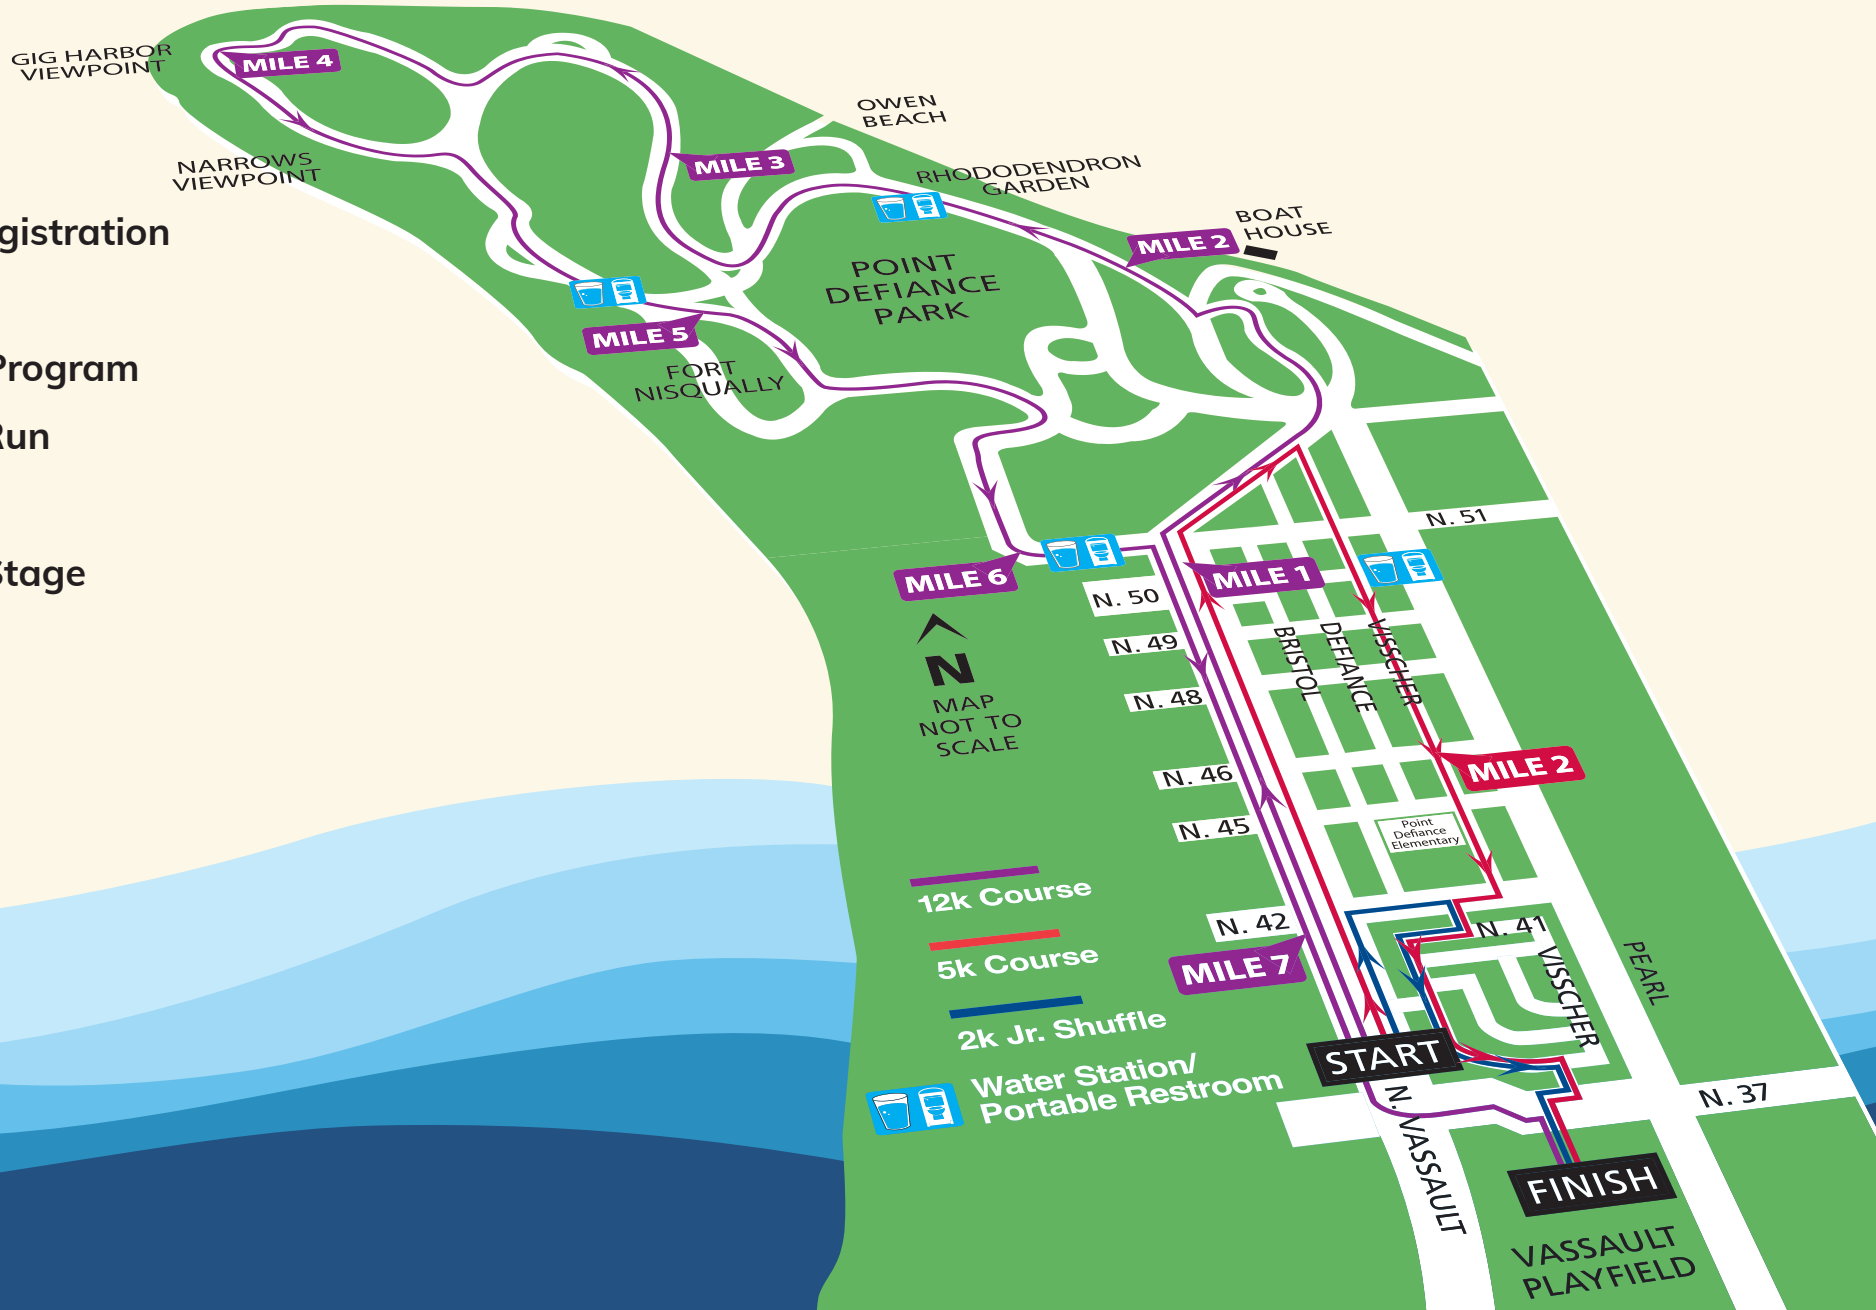 GIG HARBOR
VIEWPOINT
MILE 4
OWEN
BEACH
NARROWS
VIEWPOINT
MILE 3
RHODODENDRON
GARDEN
BOAT
HOUSE
MILE 2
gistration
POINT
DEFIANCE
PARK
MILE 5
FORT
NISQUALLY
Program
Run
Stage
N. 51
MILE 6
MILE 1
N. 50
N. 49
BRISTOL
DEFIANCE
VISSCHER
N
MAP
NOT TO
SCALE
N. 48
N. 46
MILE 2
N. 45
Point
Defiance
Elementary
12k Course
N. 42
N. 41
5k Course
MILE 7
VISSCHER
PEARL
2k Jr. Shuffle
START
Water Station/
Portable Restroom
N. 37
N. VASSAULT
FINISH
VASSAULT
PLAYFIELD